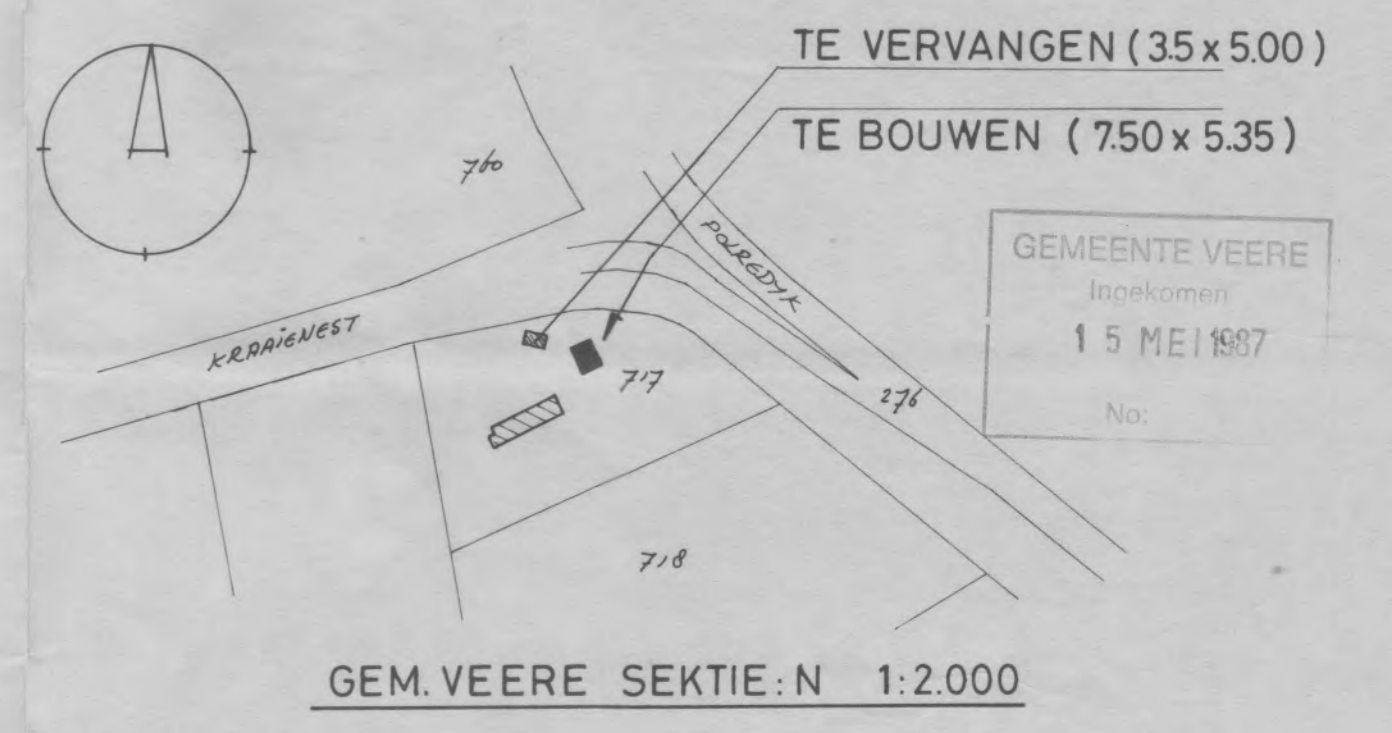 TE VERVANGEN (3.5 x 5.00)
TE BOUWEN (7.50 x 5.35)
760
POLREDYK
KRAAiENEST
717
276
718
GEMEENTE VEERE
Ingekomen
15 MEI 1987
No:
GEM. VEERE SEKTIE: N 1:2.000